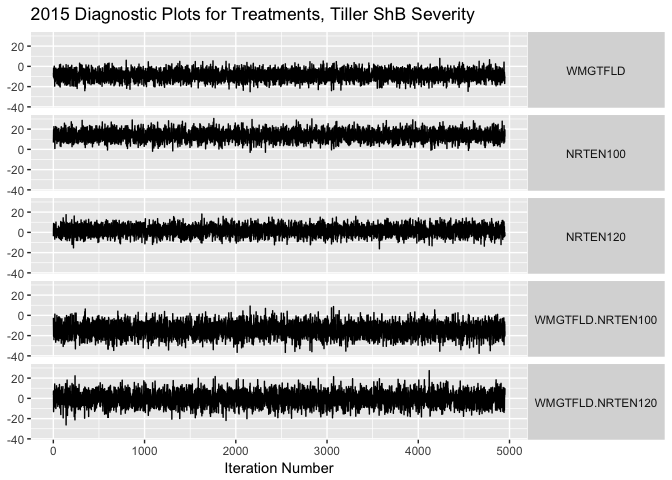 2015 Diagnostic Plots for Treatments, Tiller ShB Severity
20
0
-20
-40
WMGTFLD
20
0
-20
-40
NRTEN100
20
0
-20
-40
NRTEN120
20
0
-20
-40
WMGTFLD.NRTEN100
20
0
-20
-40
WMGTFLD.NRTEN120
0 1000 2000 3000 4000 5000
Iteration Number